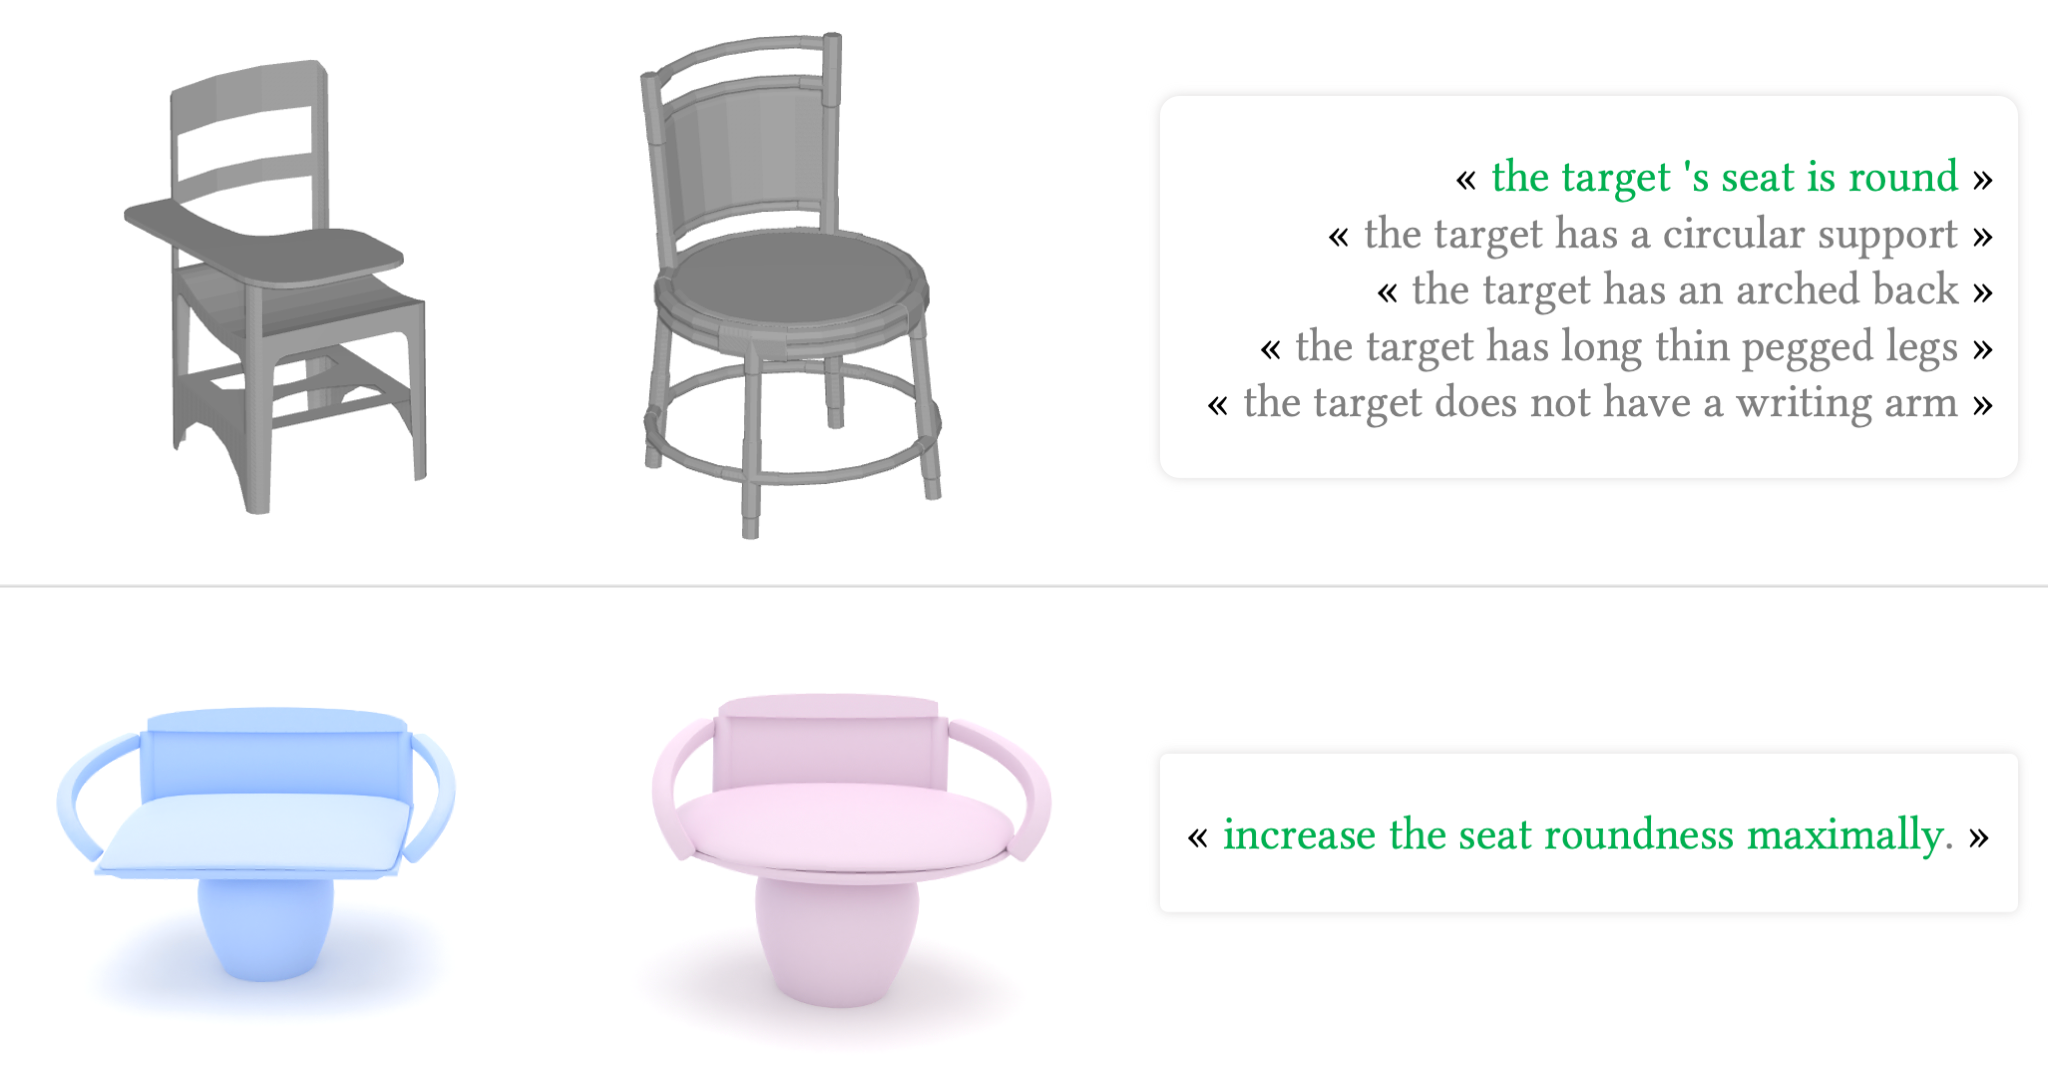 « the target 's seat is round »
« the target has a circular support »
« the target has an arched back »
« the target has long thin pegged legs »
« the target does not have a writing arm »
« increase the seat roundness maximally. »